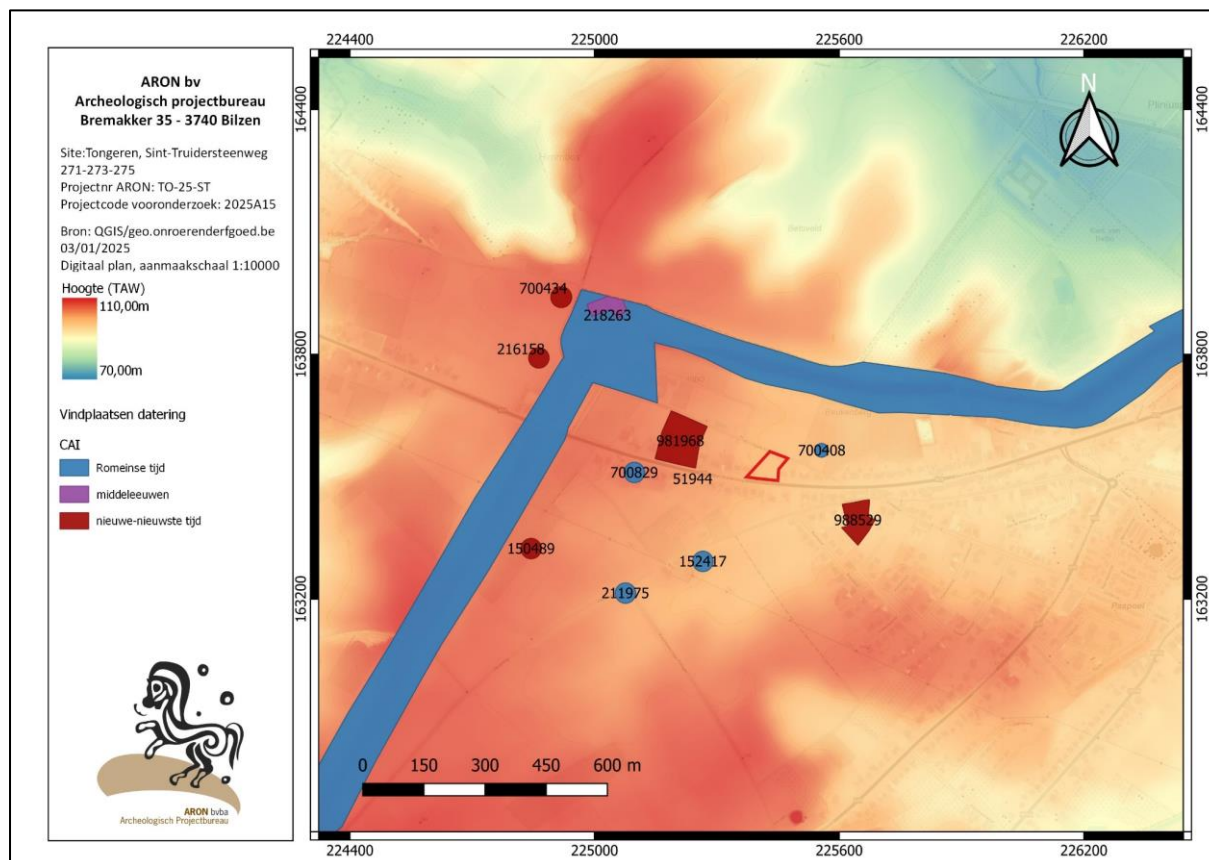 ARON bv
Archeologisch projectbureau
Bremakker 35 - 3740 Bilzen
Site:Tongeren, Sint-Truidersteenweg
271-273-275
Projectnr ARON: TO-25-ST
Projectcode vooronderzoek: 2025A15
Bron: QGIS/geo.onroerenderfgoed.be
03/01/2025
Digitaal plan, aanmaakschaal 1:10000
Hoogte (TAW)
110,00m
70,00m
Vindplaatsen datering
CAI
Romeinse tijd
middeleeuwen
nieuwe-nieuwste tijd
ARON bvba
Archeologisch Projectbureau
224400
225000
225600
226200
164400
163800
163200
164400
163800
163200
N
700434
218263
216158
981968
700829
51944
700408
988529
150489
152417
211975
0 150 300 450 600 m
224400
225000
225600
226200